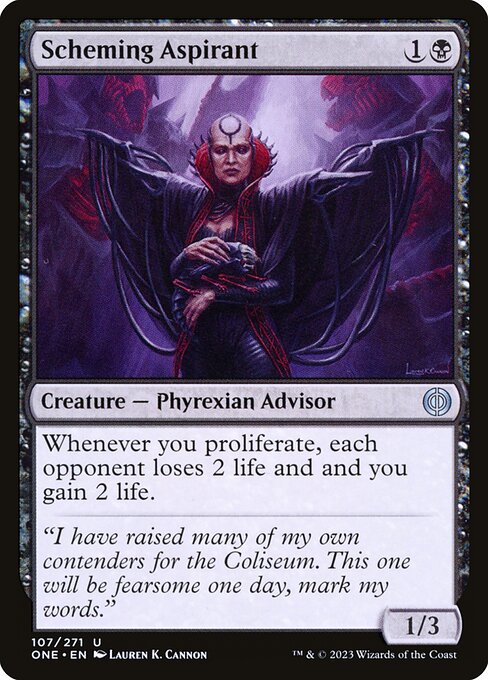 Scheming Aspirant 1
Lauren K. Cannon
Creature — Phyrexian Advisor
Whenever you proliferate, each
opponent loses 2 life and and you
gain 2 life.
“I have raised many of my own
contenders for the Coliseum. This one
will be fearsome one day, mark my
words.”
1/3
107/271 U
ONE • EN Lauren K. Cannon ™ & © 2023 Wizards of the Coast